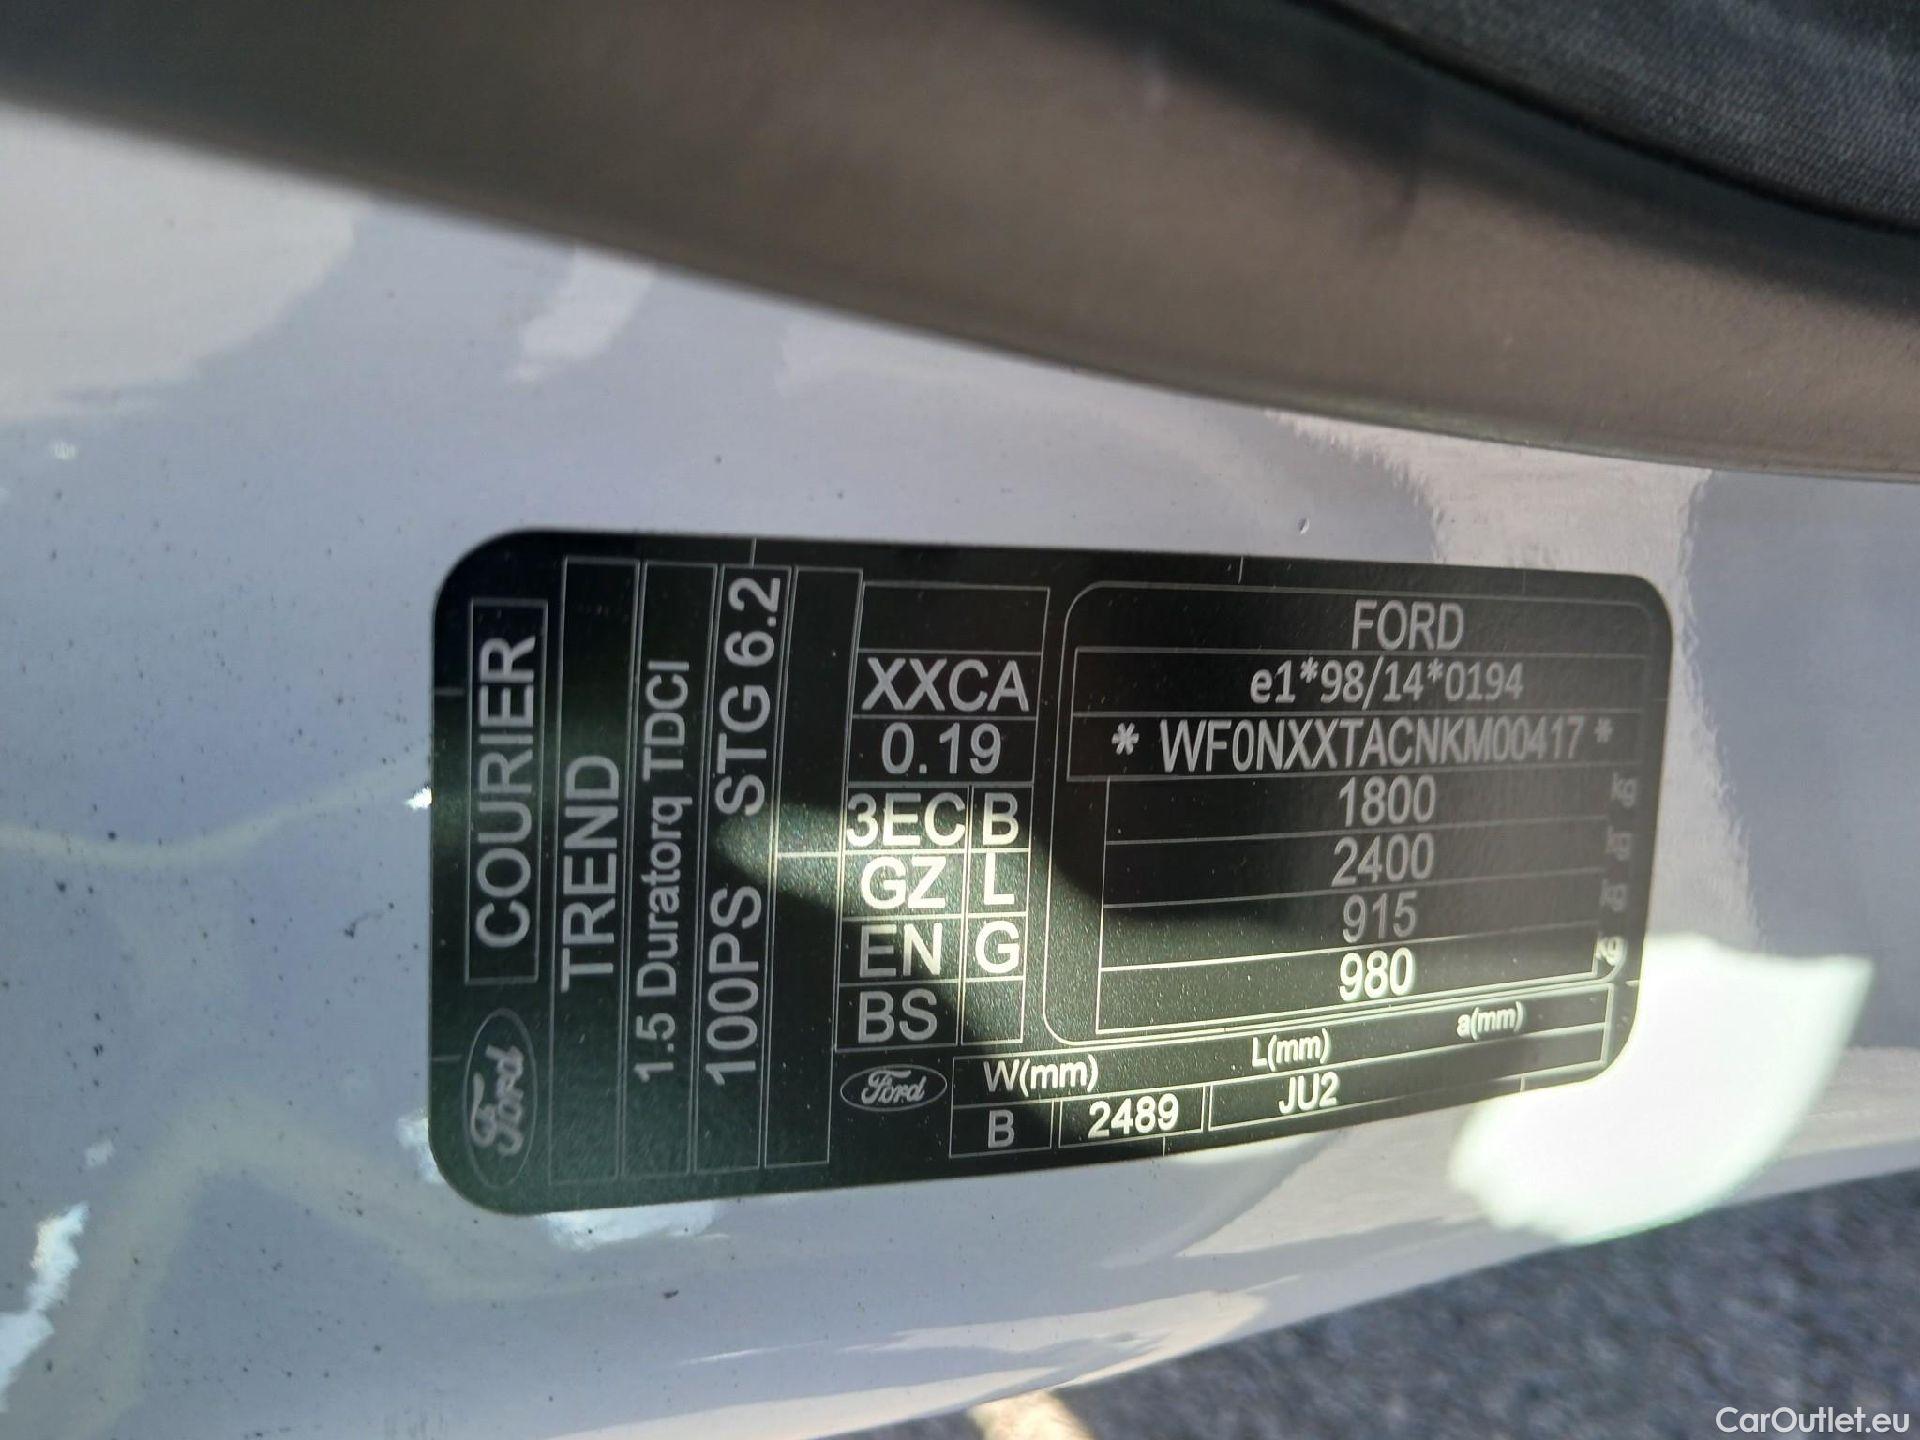 FORD
e1*98/14*0194
* WF0NXXTACNKM00417 *
1800 kg
2400 kg
915 kg
980 kg
XXCA
0.19
3EC B
GZ L
EN G
BS
Ford
W(mm) L(mm) a(mm)
B 2489 JU2
Ford COURIER
TREND
1.5 Duratorq TDCI
100PS STG 6.2
CarOutlet.eu